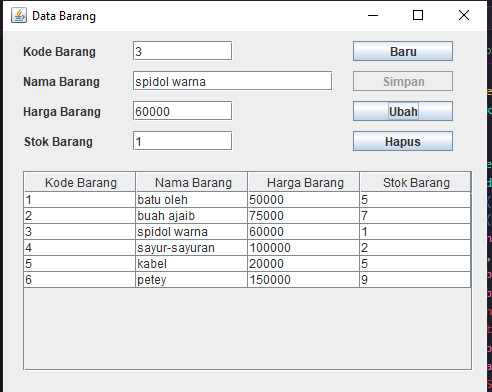 Data Barang
Kode Barang 3 Baru
Nama Barang spidol warna Simpan
Harga Barang 60000 Ubah
Stok Barang 1 Hapus
Kode Barang Nama Barang Harga Barang Stok Barang
1 batu oleh 50000 5
2 buah ajaib 75000 7
3 spidol warna 60000 1
4 sayur-sayuran 100000 2
5 kabel 20000 5
6 petey 150000 9